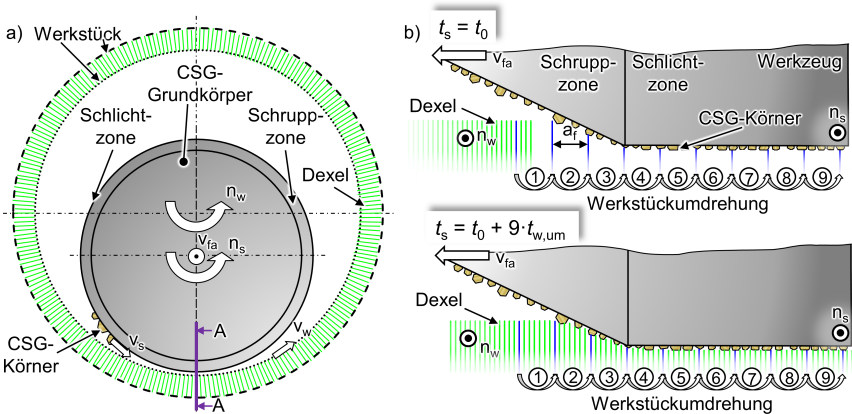 a)
Werkstück
CSG-
Grundkörper
Schlicht-
zone
Schrupp-
zone
Dexel
n_w
v_fa
n_s
CSG-
Körner
v_s
A
v_w
A
b)
t_s = t_0
v_fa
Schrupp-
zone
Schlicht-
zone
Werkzeug
Dexel
CSG-Körner
n_s
n_w
a_f
1 2 3 4 5 6 7 8 9
Werkstückumdrehung
t_s = t_0 + 9·t_w,um
v_fa
Dexel
n_s
n_w
1 2 3 4 5 6 7 8 9
Werkstückumdrehung